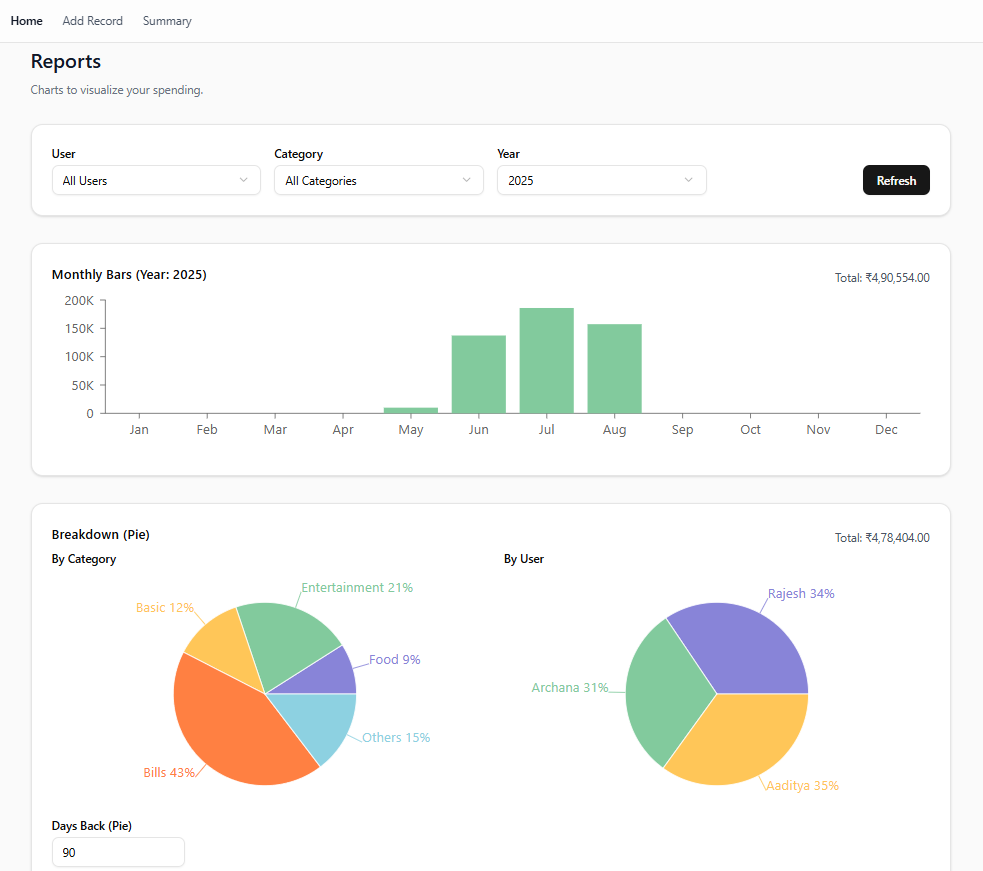 Home Add Record Summary
Reports
Charts to visualize your spending.
User Category Year
All Users All Categories 2025 Refresh
Monthly Bars (Year: 2025) Total: ₹4,90,554.00
200K
150K
100K
50K
0
Jan Feb Mar Apr May Jun Jul Aug Sep Oct Nov Dec
Breakdown (Pie) Total: ₹4,78,404.00
By Category By User
Entertainment 21%
Basic 12%
Food 9%
Others 15%
Bills 43%
Rajesh 34%
Archana 31%
Aaditya 35%
Days Back (Pie)
90